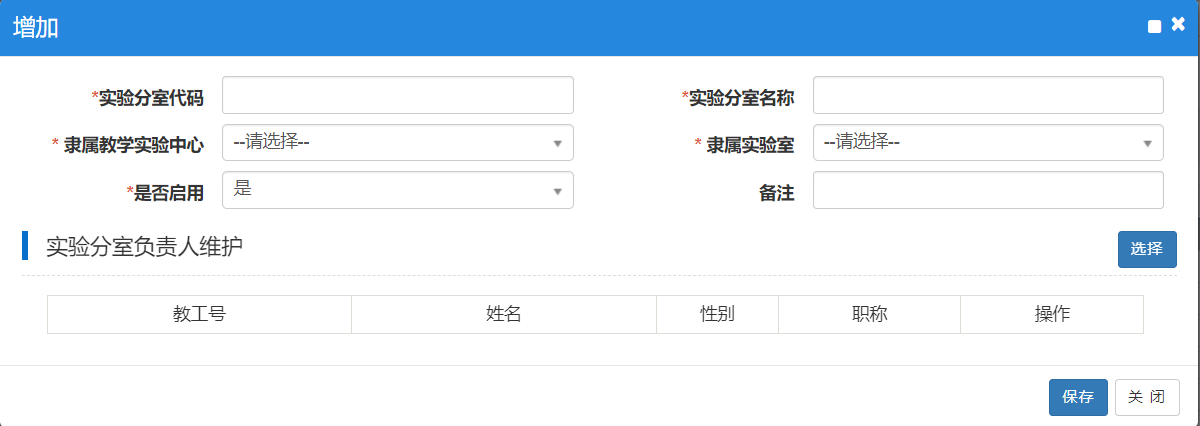 增加
*实验分室代码
*实验分室名称
* 隶属教学实验中心 --请选择--
* 隶属实验室 --请选择--
*是否启用 是
备注
实验分室负责人维护
选择
教工号 姓名 性别 职称 操作
保存 关 闭